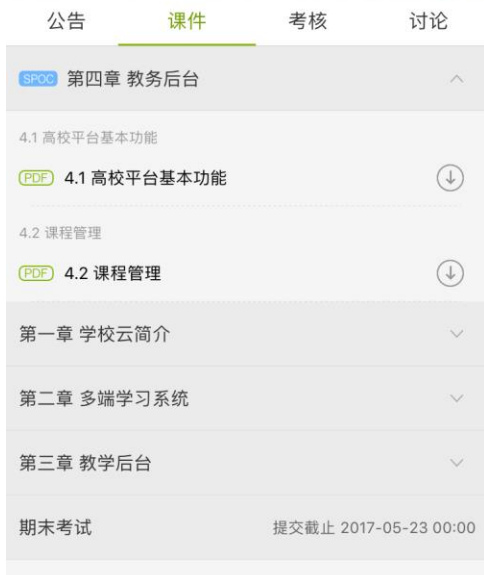 公告 课件 考核 讨论
SPOC 第四章 教务后台
4.1 高校平台基本功能
PDF 4.1 高校平台基本功能
4.2 课程管理
PDF 4.2 课程管理
第一章 学校云简介
第二章 多端学习系统
第三章 教学后台
期末考试 提交截止 2017-05-23 00:00